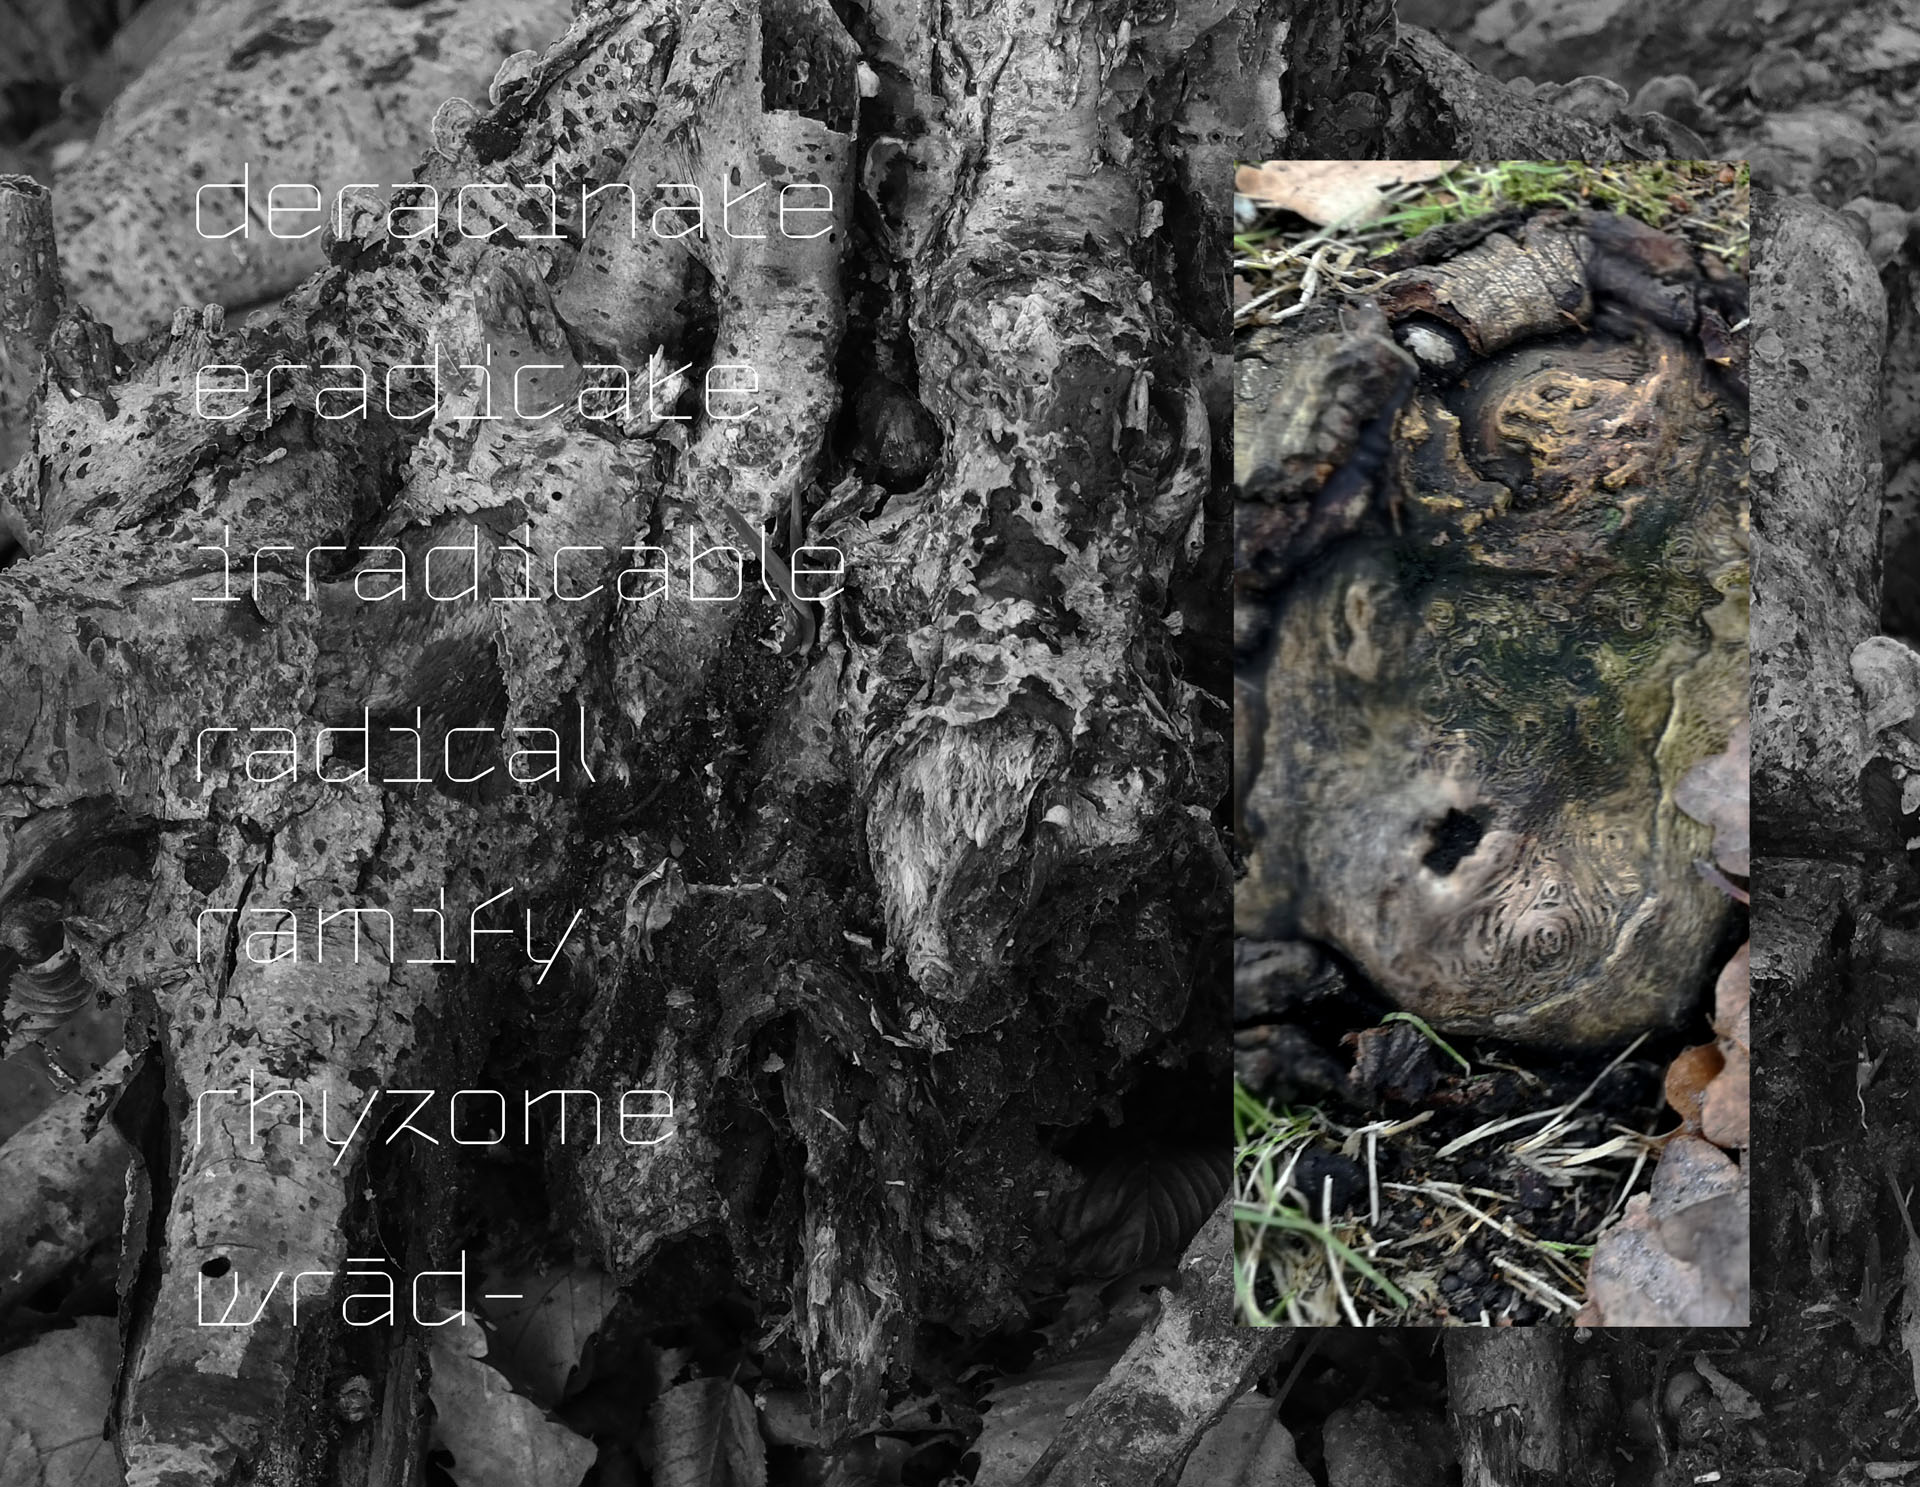 deracinate
eradicate
irradicable
radical
ramify
rhyzome
wrād-